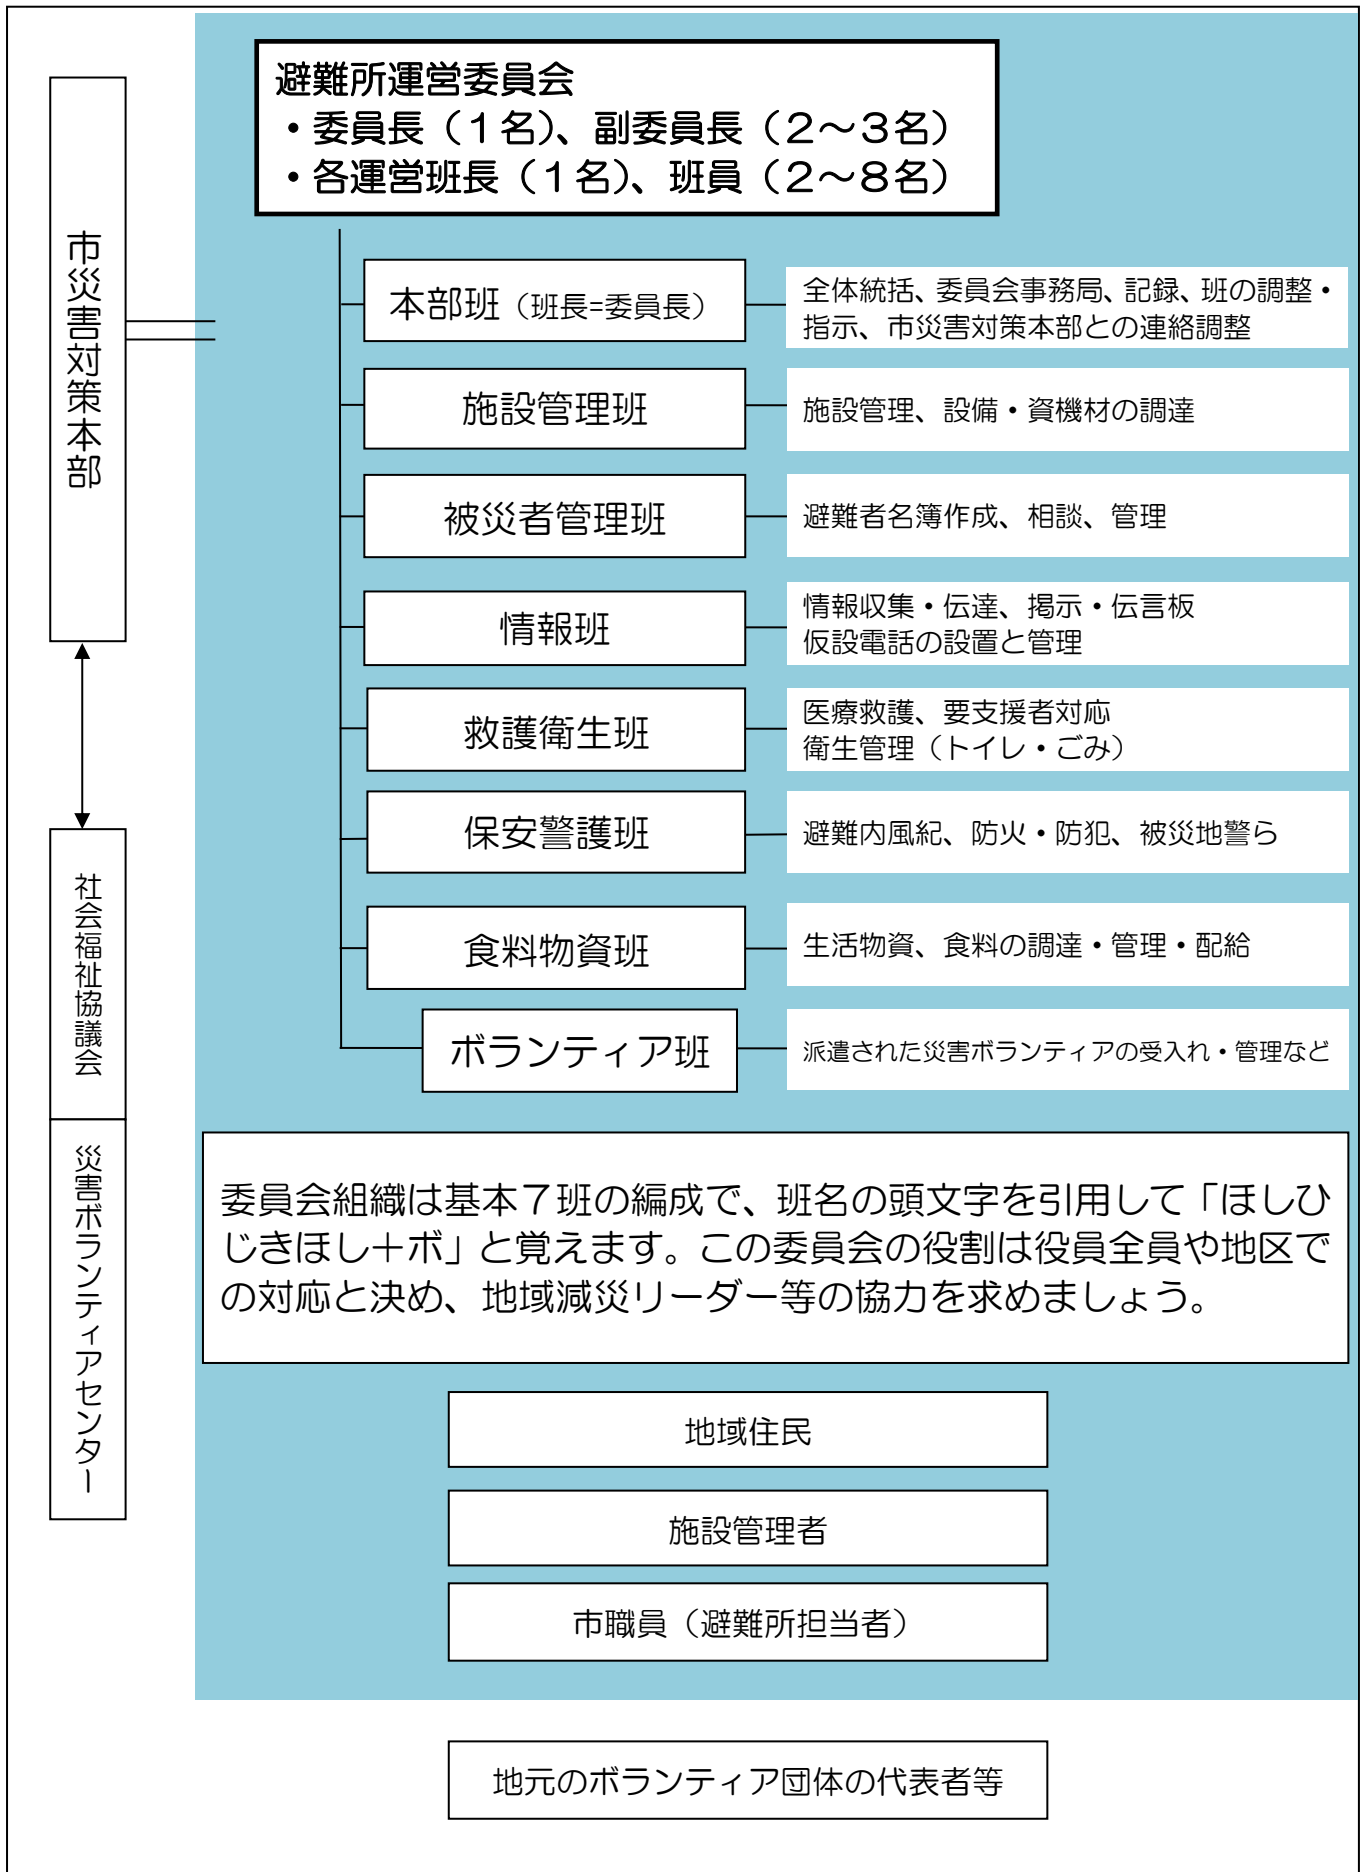 避難所運営委員会
・委員長（１名）、副委員長（２～３名）
・各運営班長（１名）、班員（２～８名）
市災害対策本部
本部班（班長=委員長）
全体統括、委員会事務局、記録、班の調整・
指示、市災害対策本部との連絡調整
施設管理班
施設管理、設備・資機材の調達
被災者管理班
避難者名簿作成、相談、管理
情報班
情報収集・伝達、掲示・伝言板
仮設電話の設置と管理
救護衛生班
医療救護、要支援者対応
衛生管理（トイレ・ごみ）
保安警護班
避難内風紀、防火・防犯、被災地警ら
食料物資班
生活物資、食料の調達・管理・配給
ボランティア班
派遣された災害ボランティアの受入れ・管理など
社会福祉協議会
災害ボランティアセンター
委員会組織は基本７班の編成で、班名の頭文字を引用して「ほしひ
じきほし＋ボ」と覚えます。この委員会の役割は役員全員や地区で
の対応と決め、地域減災リーダー等の協力を求めましょう。
地域住民
施設管理者
市職員（避難所担当者）
地元のボランティア団体の代表者等